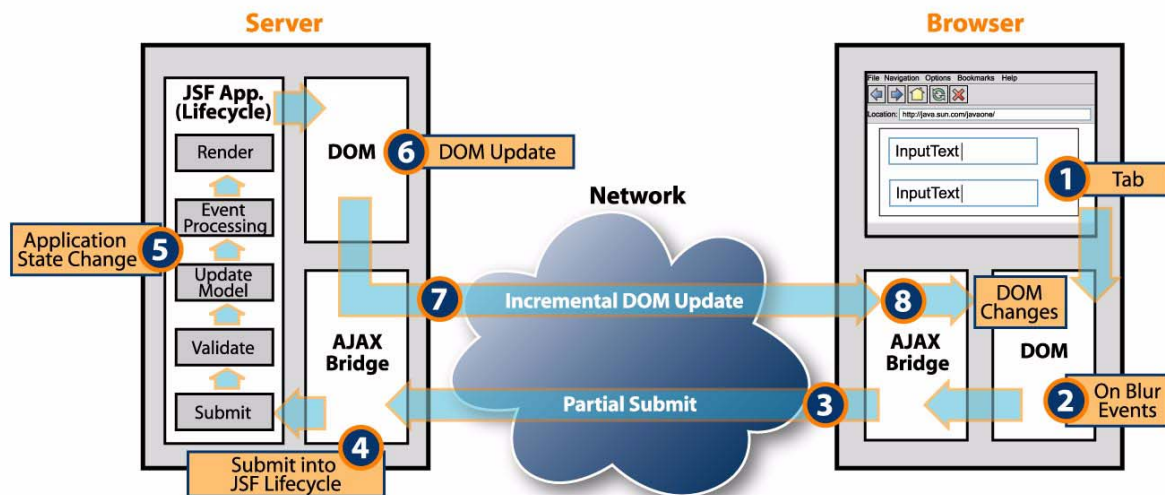 Server
Browser
JSF App.
(Lifecycle)
Render
Event
Processing
Update
Model
Validate
Submit
DOM
6
DOM Update
5
Application
State Change
AJAX
Bridge
4
Submit into
JSF Lifecycle
Network
7
Incremental DOM Update
Partial Submit
3
File Navigation Options Bookmarks Help
Location: http://java.sun.com/javaone/
InputText
InputText
1
Tab
8
DOM
Changes
AJAX
Bridge
DOM
2
On Blur
Events